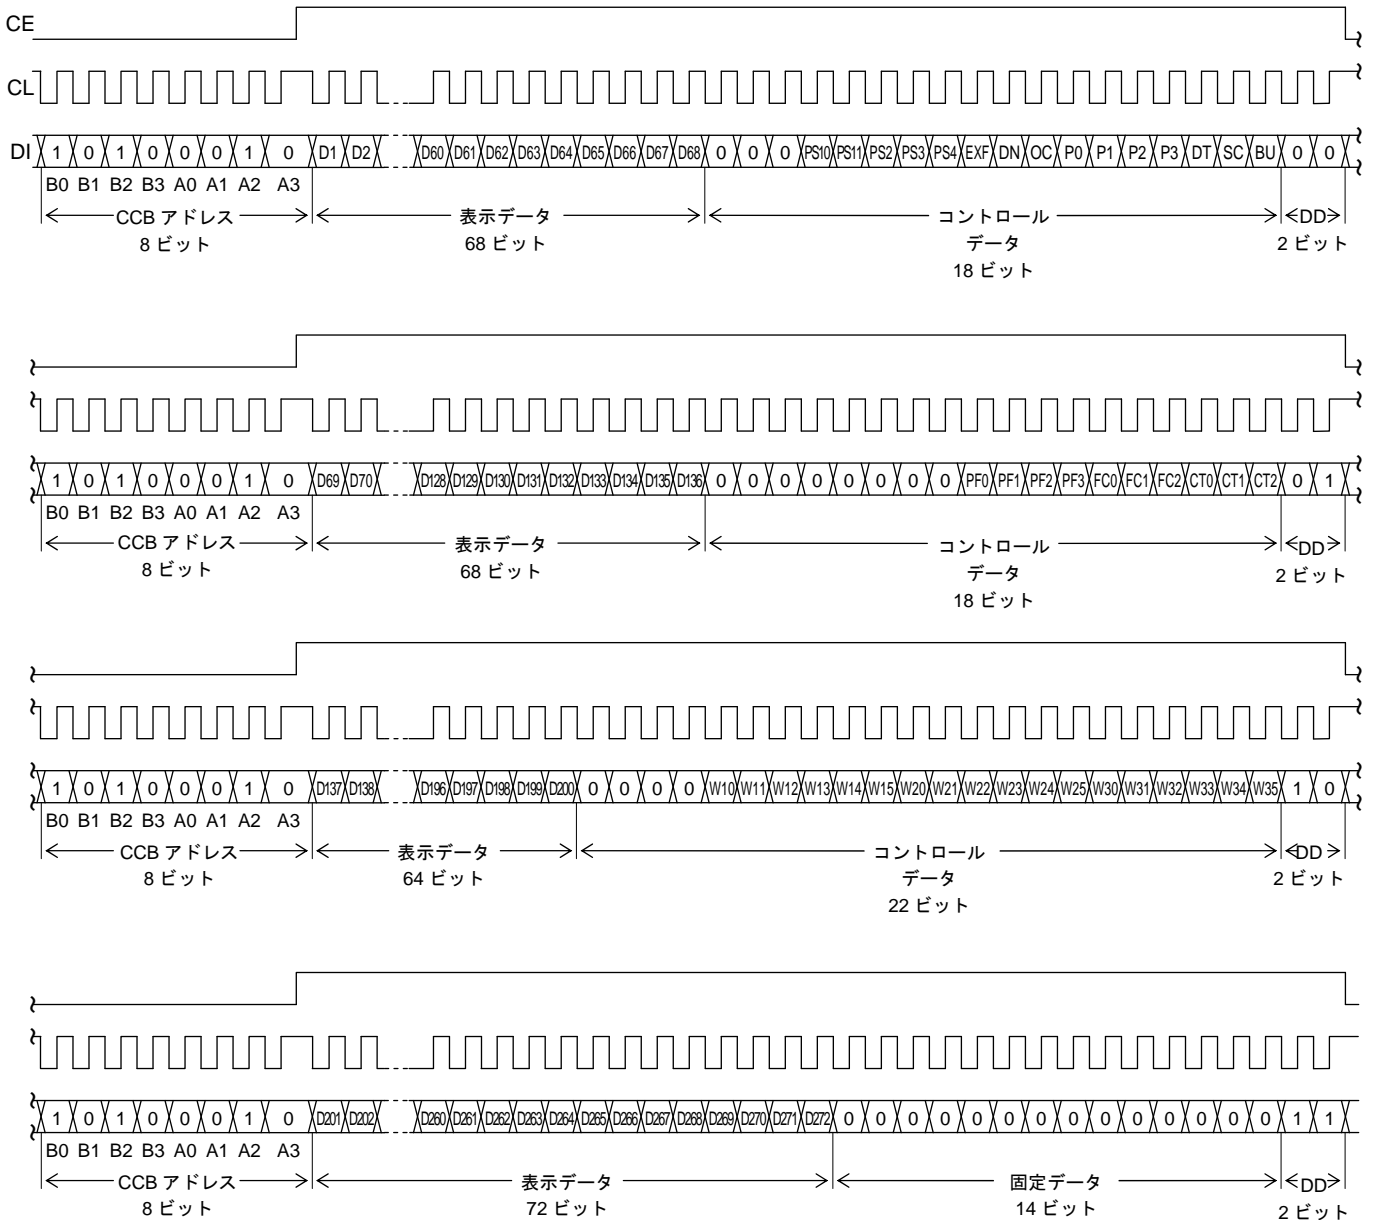 CE
CL
DI 1 0 1 0 0 0 1 0 D1 D2 D60 D61 D62 D63 D64 D65 D66 D67 D68 0 0 0 PS10 PS11 PS2 PS3 PS4 EXF DN OC P0 P1 P2 P3 DT SC BU 0 0
B0 B1 B2 B3 A0 A1 A2 A3
CCB アドレス 表示データ コントロール DD
8 ビット 68 ビット データ 2 ビット
18 ビット
1 0 1 0 0 0 1 0 D69 D70 D128 D129 D130 D131 D132 D133 D134 D135 D136 0 0 0 0 0 0 0 0 PF0 PF1 PF2 PF3 FC0 FC1 FC2 CT0 CT1 CT2 0 1
B0 B1 B2 B3 A0 A1 A2 A3
CCB アドレス 表示データ コントロール DD
8 ビット 68 ビット データ 2 ビット
18 ビット
1 0 1 0 0 0 1 0 D137 D138 D196 D197 D198 D199 D200 0 0 0 0 W10 W11 W12 W13 W14 W15 W20 W21 W22 W23 W24 W25 W30 W31 W32 W33 W34 W35 1 0
B0 B1 B2 B3 A0 A1 A2 A3
CCB アドレス 表示データ コントロール DD
8 ビット 64 ビット データ 2 ビット
22 ビット
1 0 1 0 0 0 1 0 D201 D202 D260 D261 D262 D263 D264 D265 D266 D267 D268 D269 D270 D271 D272 0 0 0 0 0 0 0 0 0 0 0 0 0 0 1 1
B0 B1 B2 B3 A0 A1 A2 A3
CCB アドレス 表示データ 固定データ DD
8 ビット 72 ビット 14 ビット 2 ビット